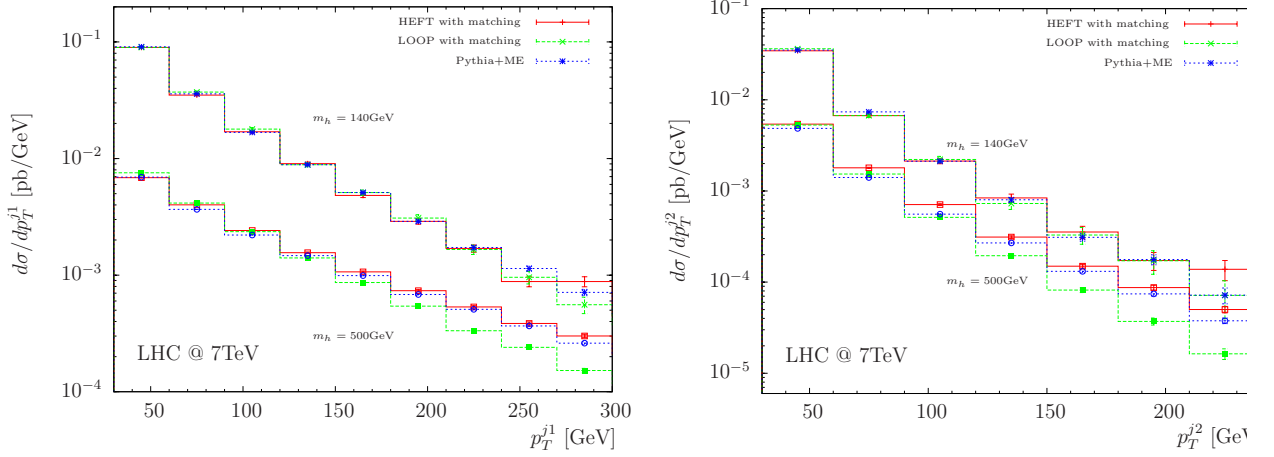 HEFT with matching
LOOP with matching
Pythia+ME
10^{-1}
10^{-2}
10^{-3}
10^{-4}
dσ/dp_T^{j1} [pb/GeV]
m_h = 140GeV
m_h = 500GeV
LHC @ 7TeV
50 100 150 200 250 300
p_T^{j1} [GeV]
HEFT with matching
LOOP with matching
Pythia+ME
10^{0}
10^{-1}
10^{-2}
10^{-3}
10^{-4}
10^{-5}
dσ/dp_T^{j2} [pb/GeV]
m_h = 140GeV
m_h = 500GeV
LHC @ 7TeV
50 100 150 200
p_T^{j2} [GeV